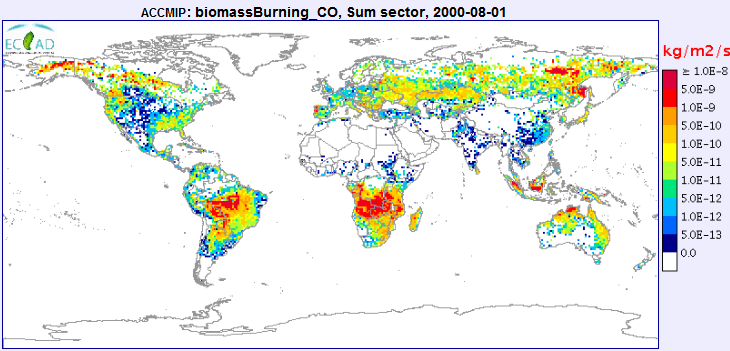 ACCMIP: biomassBurning_CO, Sum sector, 2000-08-01
kg/m2/s
≥ 1.0E-8
5.0E-9
1.0E-9
5.0E-10
1.0E-10
5.0E-11
1.0E-11
5.0E-12
1.0E-12
5.0E-13
0.0